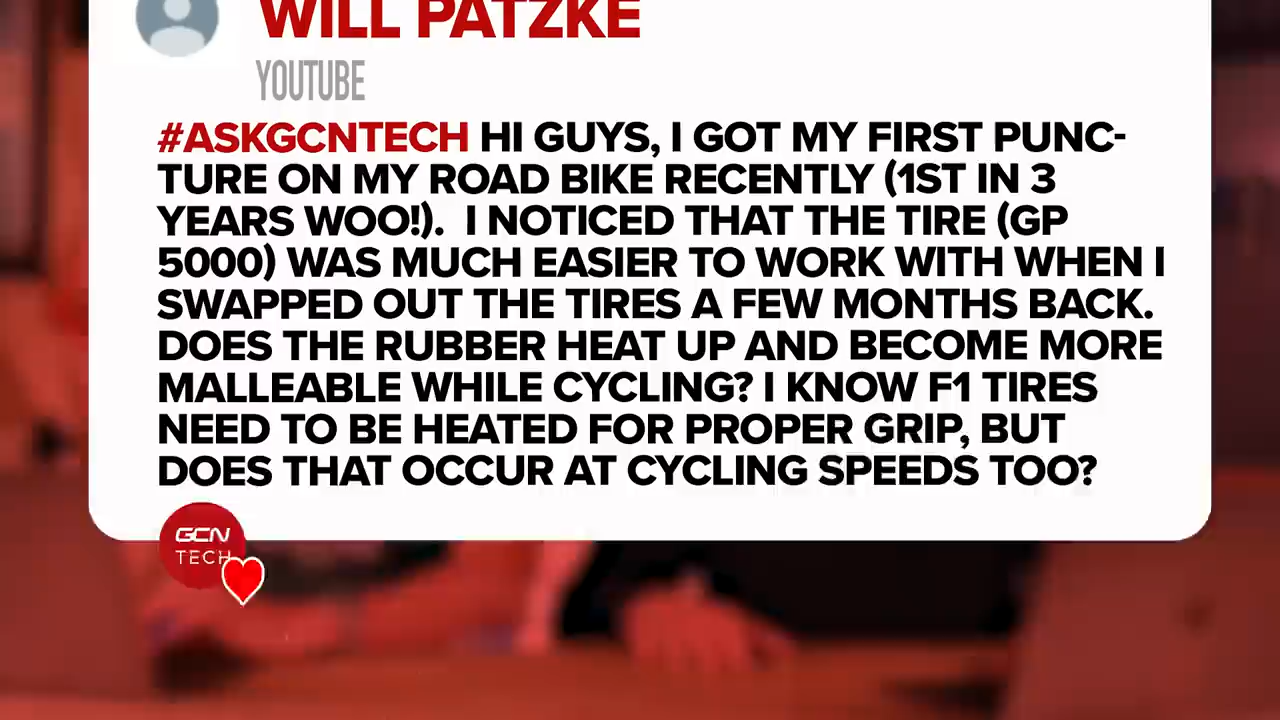 WILL PATZKE
YOUTUBE
#ASKGCNTECH HI GUYS, I GOT MY FIRST PUNC-
TURE ON MY ROAD BIKE RECENTLY (1ST IN 3
YEARS WOO!). I NOTICED THAT THE TIRE (GP
5000) WAS MUCH EASIER TO WORK WITH WHEN I
SWAPPED OUT THE TIRES A FEW MONTHS BACK.
DOES THE RUBBER HEAT UP AND BECOME MORE
MALLEABLE WHILE CYCLING? I KNOW F1 TIRES
NEED TO BE HEATED FOR PROPER GRIP, BUT
DOES THAT OCCUR AT CYCLING SPEEDS TOO?
GCN
TECH